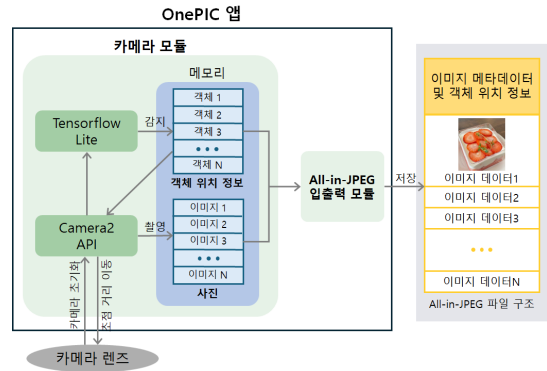 OnePIC 앱
카메라 모듈
메모리
Tensorflow
Lite
감지
객체 1
객체 2
객체 3
•••
객체 N
객체 위치 정보
Camera2
API
촬영
이미지 1
이미지 2
이미지 3
•••
이미지 N
사진
카메라 초기화
초점 거리 이동
카메라 렌즈
All-in-JPEG
입출력 모듈
저장
이미지 메타데이터
및 객체 위치 정보
이미지 데이터1
이미지 데이터2
이미지 데이터3
•••
이미지 데이터N
All-in-JPEG 파일 구조